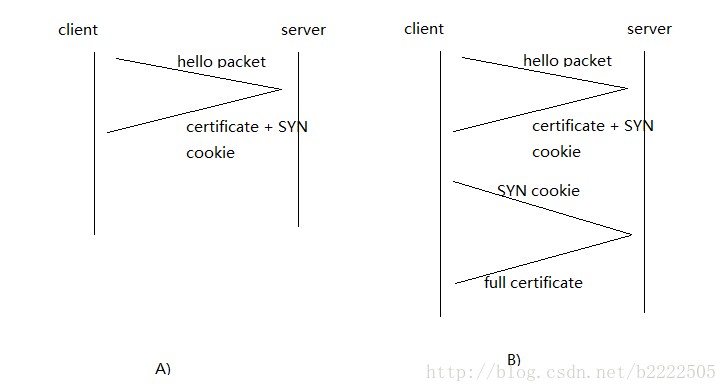 client
server
hello packet
certificate + SYN
cookie
A)
client
server
hello packet
certificate + SYN
cookie
SYN cookie
full certificate
B)
http://blog.csdn.net/b2222505